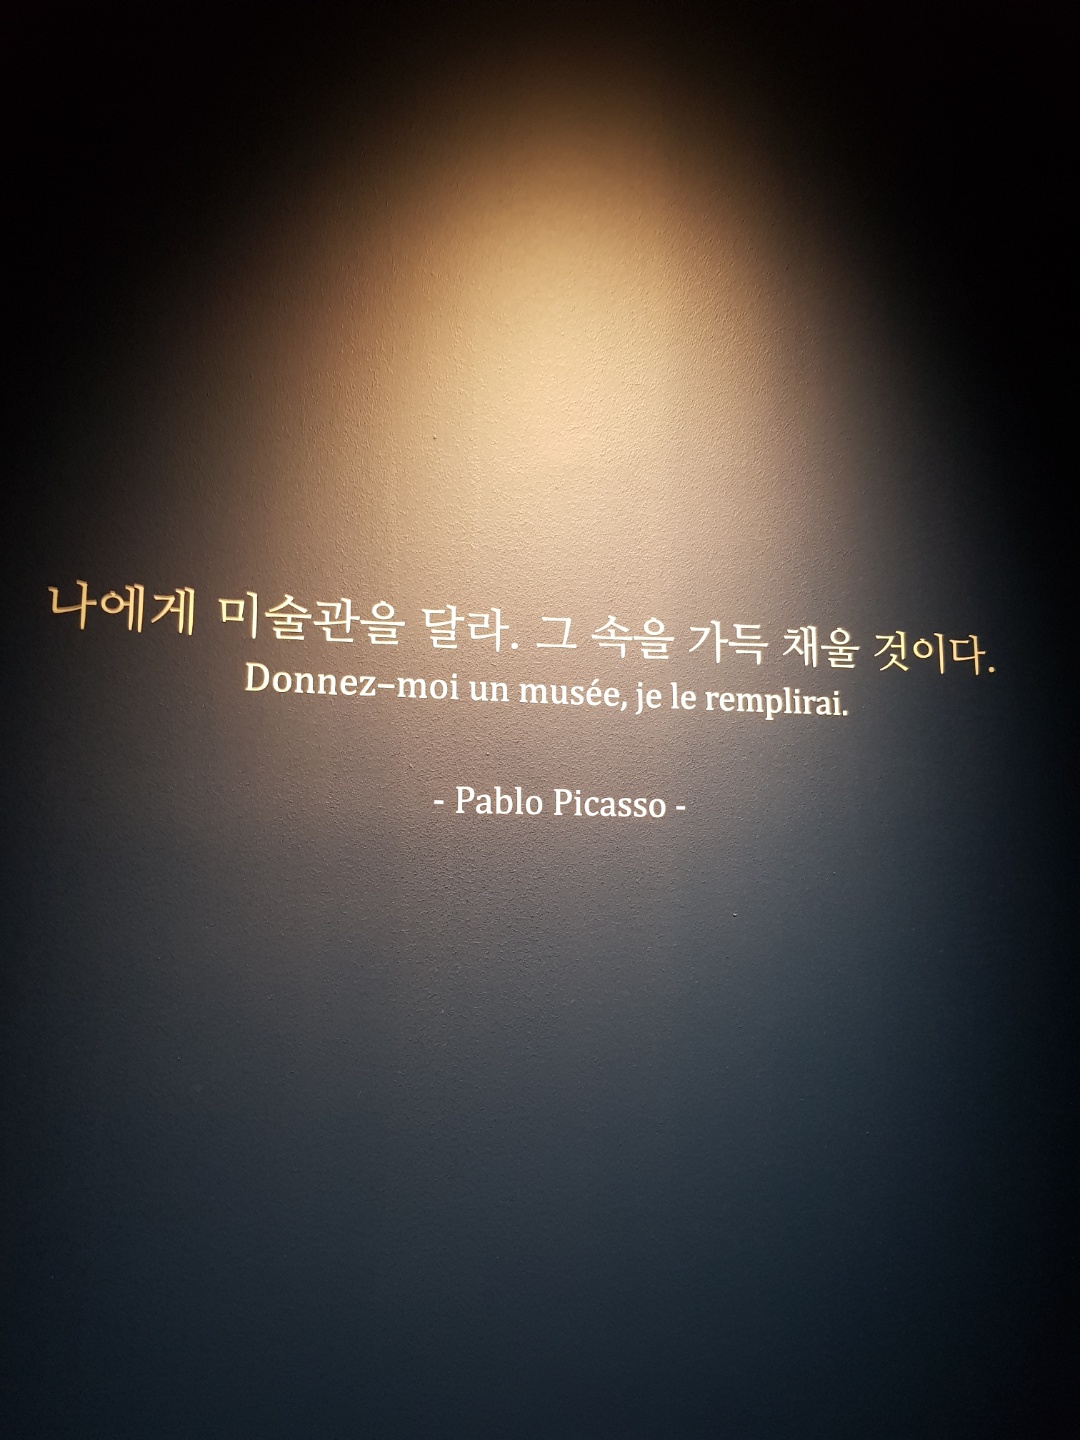 나에게 미술관을 달라. 그 속을 가득 채울 것이다.
Donnez-moi un musée, je le remplirai.
- Pablo Picasso -